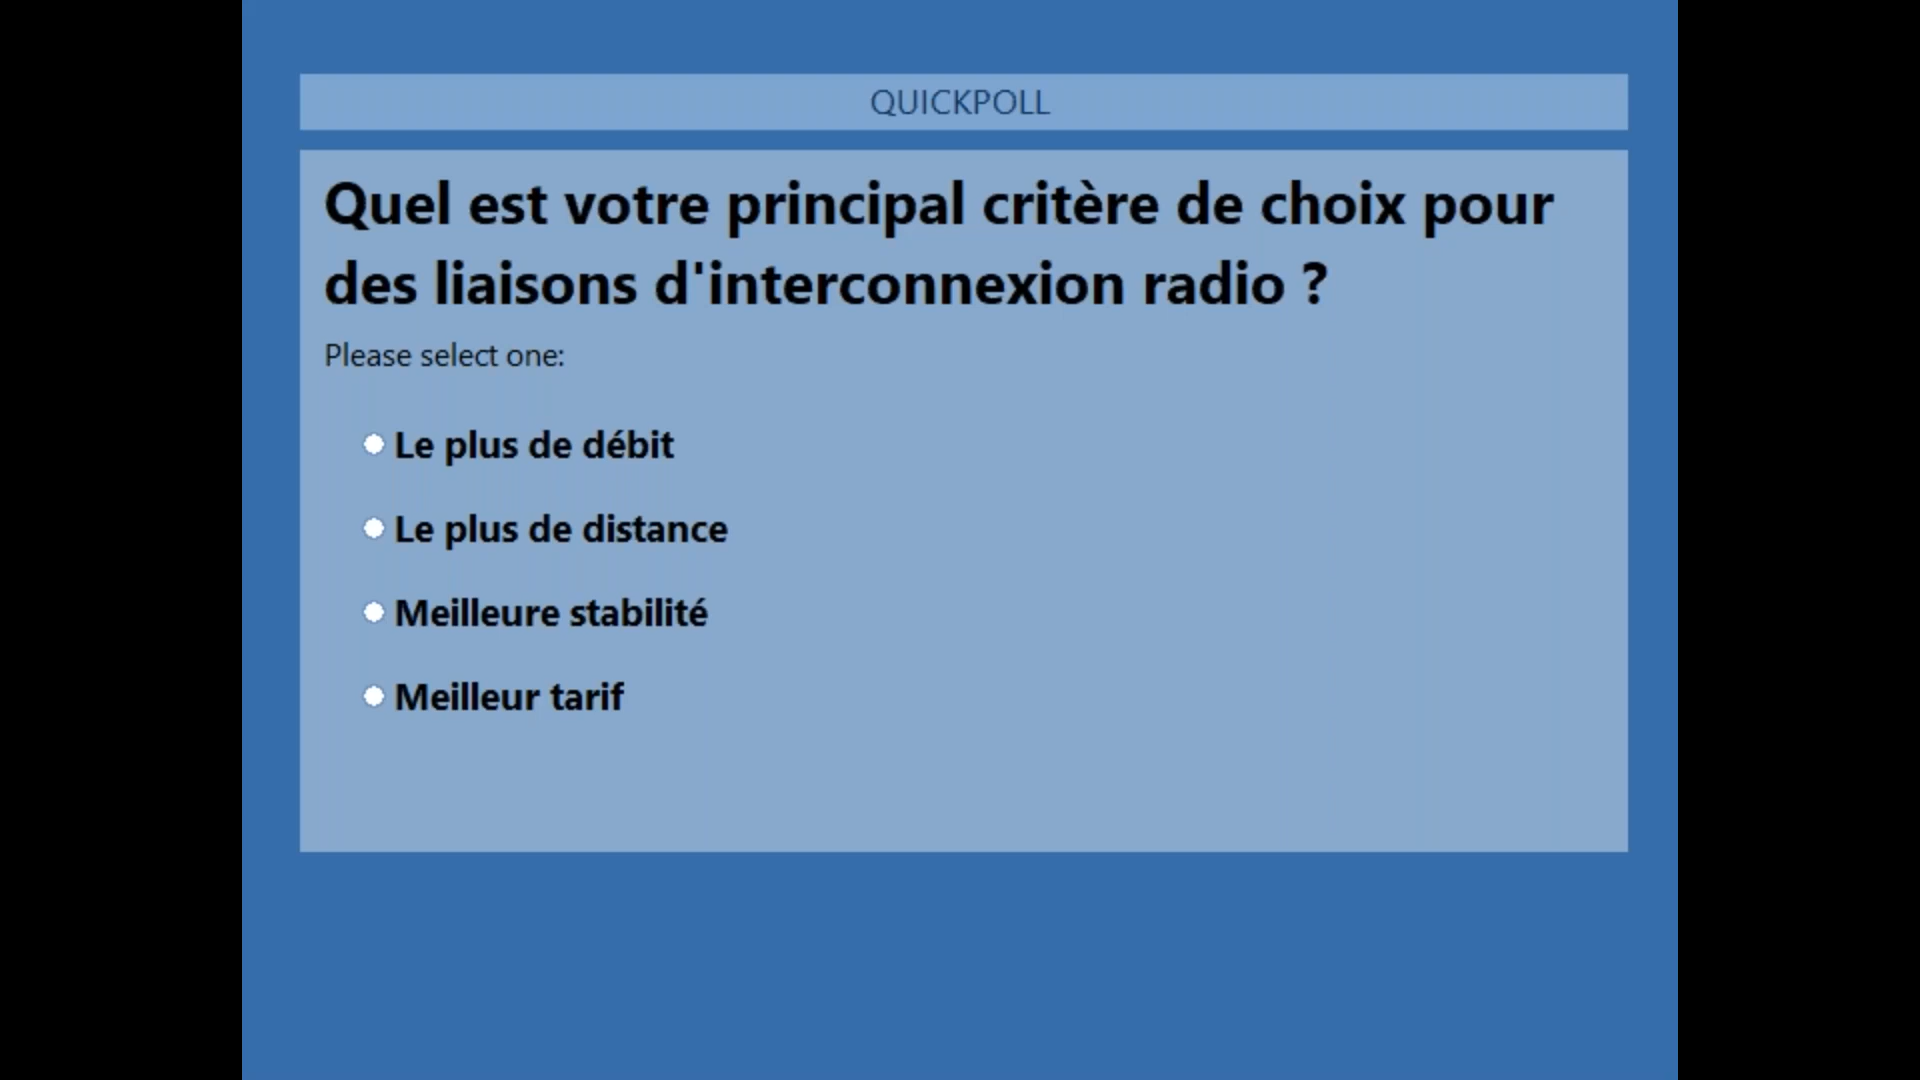 QUICKPOLL
Quel est votre principal critère de choix pour
des liaisons d'interconnexion radio ?
Please select one:
Le plus de débit
Le plus de distance
Meilleure stabilité
Meilleur tarif